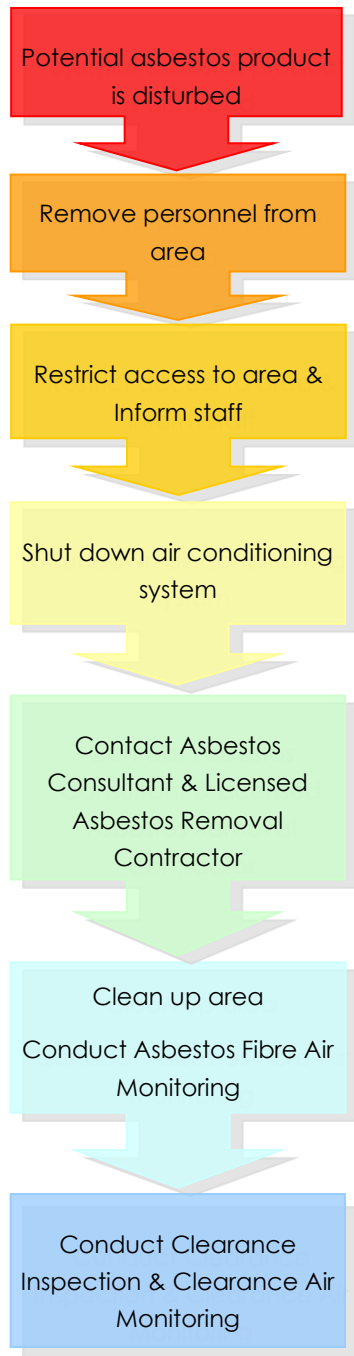 Potential asbestos product
is disturbed
Remove personnel from
area
Restrict access to area &
Inform staff
Shut down air conditioning
system
Contact Asbestos
Consultant & Licensed
Asbestos Removal
Contractor
Clean up area
Conduct Asbestos Fibre Air
Monitoring
Conduct Clearance
Inspection & Clearance Air
Monitoring